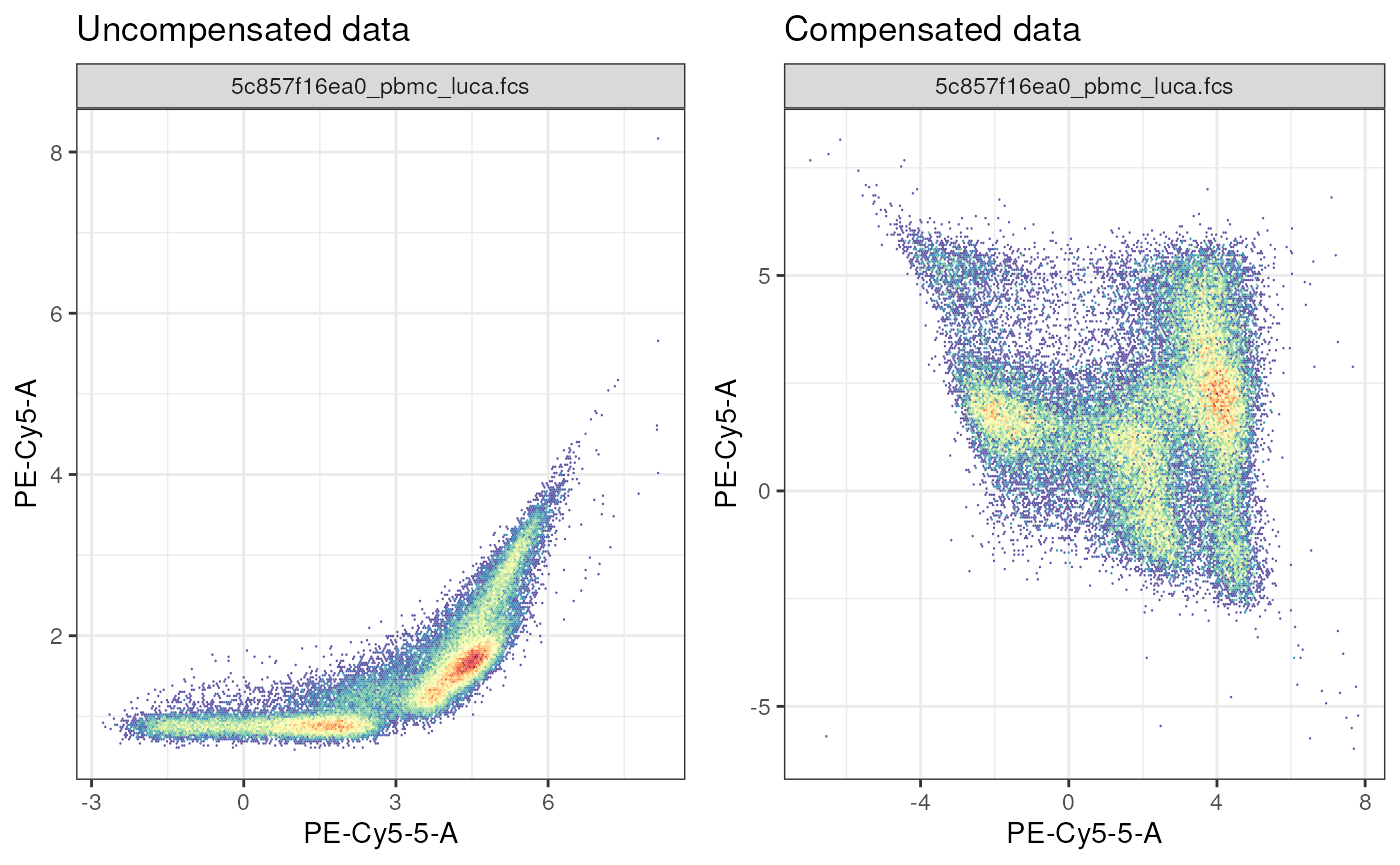 Uncompensated data
5c857f16ea0_pbmc_luca.fcs
8
6
4
2
-3 0 3 6
PE-Cy5-A
PE-Cy5-5-A
Compensated data
5c857f16ea0_pbmc_luca.fcs
5
0
-5
-4 0 4 8
PE-Cy5-A
PE-Cy5-5-A